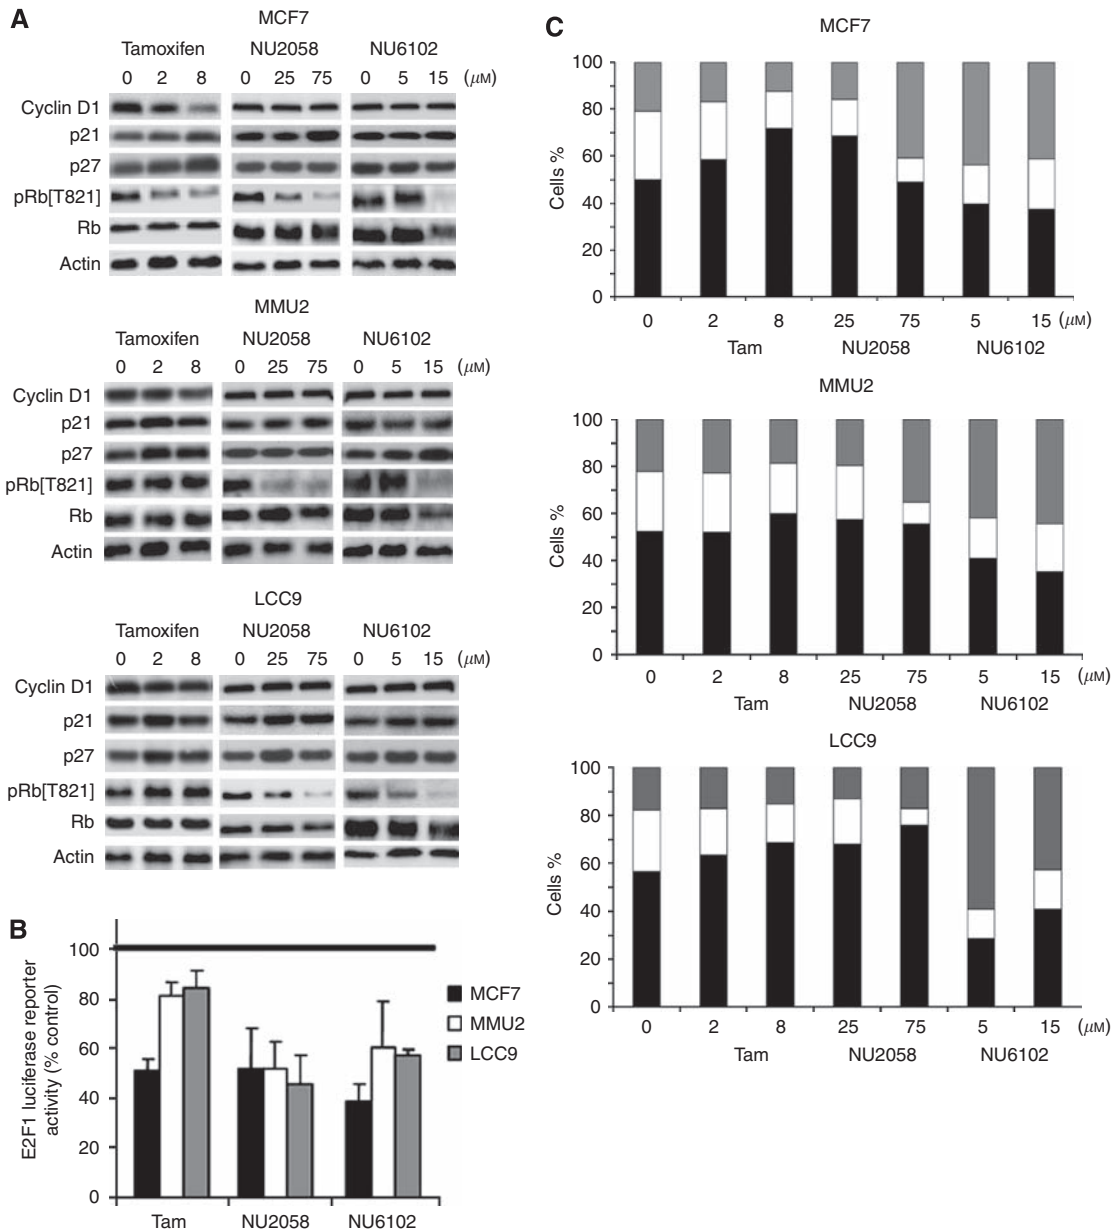 A
MCF7
Tamoxifen NU2058 NU6102
0 2 8 0 25 75 0 5 15 (μM)
Cyclin D1
p21
p27
pRb[T821]
Rb
Actin
MMU2
Tamoxifen NU2058 NU6102
0 2 8 0 25 75 0 5 15 (μM)
Cyclin D1
p21
p27
pRb[T821]
Rb
Actin
LCC9
Tamoxifen NU2058 NU6102
0 2 8 0 25 75 0 5 15 (μM)
Cyclin D1
p21
p27
pRb[T821]
Rb
Actin
B
E2F1 luciferase reporter
activity (% control)
100
80
60
40
20
0
Tam NU2058 NU6102
MCF7
MMU2
LCC9
C
MCF7
Cells %
100
80
60
40
20
0
0 2 8 25 75 5 15 (μM)
Tam NU2058 NU6102
MMU2
Cells %
100
80
60
40
20
0
0 2 8 25 75 5 15 (μM)
Tam NU2058 NU6102
LCC9
Cells %
100
80
60
40
20
0
0 2 8 25 75 5 15 (μM)
Tam NU2058 NU6102